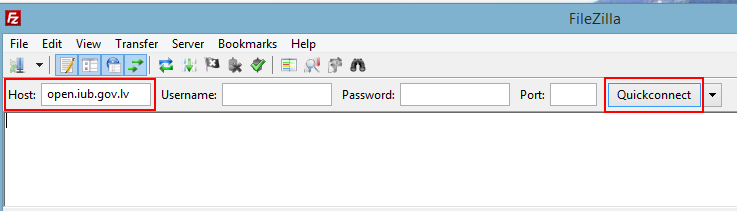 FileZilla
File Edit View Transfer Server Bookmarks Help
Host: open.iub.gov.lv Username: Password: Port: Quickconnect